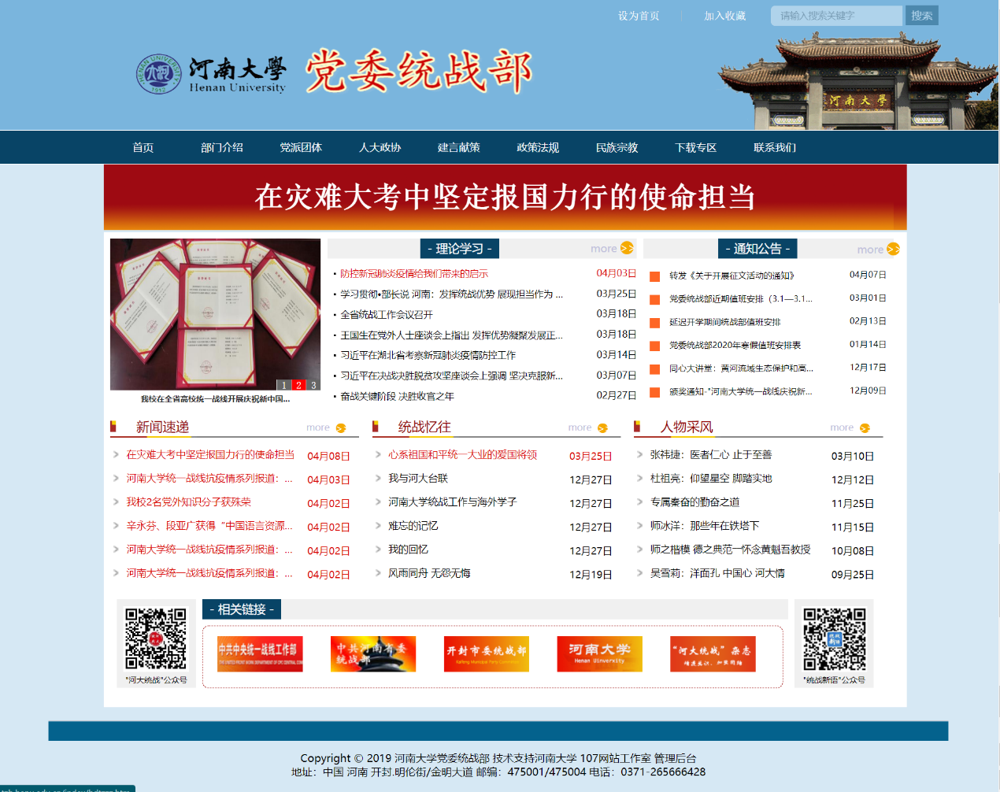 设为首页 加入收藏 请输入搜索关键字 搜索
河南大學 党委统战部
Henan University
河南大學
首页 部门介绍 党派团体 人大政协 建言献策 政策法规 民族宗教 下载专区 联系我们
在灾难大考中坚定报国力行的使命担当
1 2 3
我校在全省高校统一战线开展庆祝新中国...
- 理论学习 - more
防控新冠肺炎疫情给我们带来的启示 04月03日
学习贯彻•部长说 河南：发挥统战优势 展现担当作为 ... 03月25日
全省统战工作会议召开 03月18日
王国生在党外人士座谈会上指出 发挥优势凝聚发展正... 03月18日
习近平在湖北省考察新冠肺炎疫情防控工作 03月14日
习近平在决战决胜脱贫攻坚座谈会上强调 坚决克服新... 03月07日
奋战关键阶段 决胜收官之年 02月27日
- 通知公告 - more
转发《关于开展征文活动的通知》 04月07日
党委统战部近期值班安排（3.1—3.1... 03月01日
延迟开学期间统战部值班安排 02月13日
党委统战部2020年寒假值班安排表 01月14日
同心大讲堂：黄河流域生态保护和高... 12月17日
颁奖通知-"河南大学统一战线庆祝新... 12月09日
新闻速递 more
在灾难大考中坚定报国力行的使命担当 04月08日
河南大学统一战线抗疫情系列报道：... 04月03日
我校2名党外知识分子获殊荣 04月02日
辛永芬、段亚广获得“中国语言资源... 04月02日
河南大学统一战线抗疫情系列报道：... 04月02日
河南大学统一战线抗疫情系列报道：... 04月02日
统战忆往 more
心系祖国和平统一大业的爱国将领 03月25日
我与河大台联 12月27日
河南大学统战工作与海外学子 12月27日
难忘的记忆 12月27日
我的回忆 12月27日
风雨同舟 无怨无悔 12月19日
人物采风 more
张祎捷：医者仁心 止于至善 03月10日
杜祖亮：仰望星空 脚踏实地 12月12日
专属秦奋的勤奋之道 11月25日
师冰洋：那些年在铁塔下 11月15日
师之楷模 德之典范一怀念黄魁吾教授 10月08日
吴雪莉：洋面孔 中国心 河大情 09月25日
"河大统战"公众号
- 相关链接 -
中共中央统一战线工作部
THE UNITED FRONT WORK DEPARTMENT OF CPC CENTRAL COM
中共河南省委
统战部
开封市委统战部
Kaifeng Municipal Party Committee
河南大学
Henan Uinversity
“河大统战”杂志
增进共识、加强团结
"统战新语"公众号
Copyright © 2019 河南大学党委统战部 技术支持河南大学 107网站工作室 管理后台
地址：中国 河南 开封.明伦街/金明大道 邮编：475001/475004 电话：0371-265666428